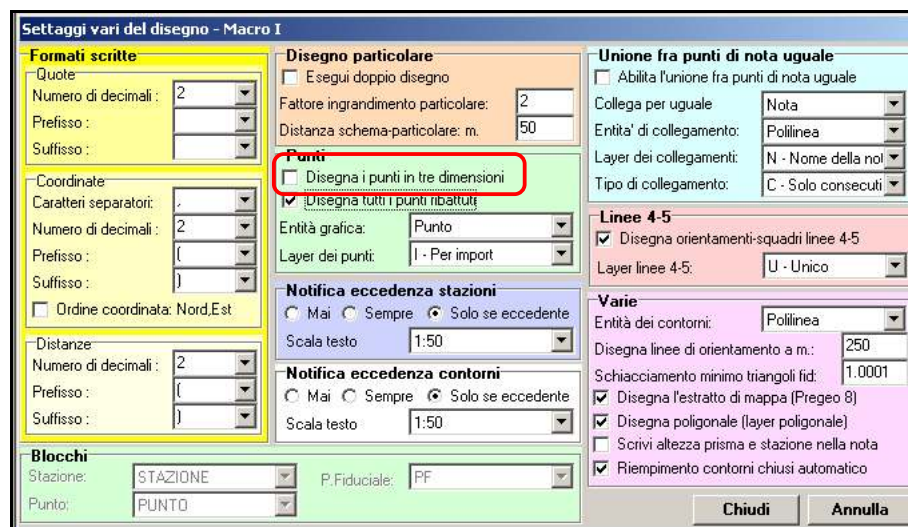 Settaggi vari del disegno - Macro I
Formati scritte
Quote
Numero di decimali : 2
Prefisso :
Suffisso :
Coordinate
Caratteri separatori: ,
Numero di decimali : 2
Prefisso : (
Suffisso : )
Ordine coordinata: Nord,Est
Distanze
Numero di decimali : 2
Prefisso : (
Suffisso : )
Blocchi
Stazione: STAZIONE
P.Fiduciale: PF
Punto: PUNTO
Disegno particolare
Esegui doppio disegno
Fattore ingrandimento particolare: 2
Distanza schema-particolare: m. 50
Punti
Disegna i punti in tre dimensioni
Disegna tutti i punti ribattuti
Entità grafica: Punto
Layer dei punti: I - Per import
Notifica eccedenza stazioni
Mai Sempre Solo se eccedente
Scala testo 1:50
Notifica eccedenza contorni
Mai Sempre Solo se eccedente
Scala testo 1:50
Unione fra punti di nota uguale
Abilita l'unione fra punti di nota uguale
Collega per uguale Nota
Entita' di collegamento: Polilinea
Layer dei collegamenti: N - Nome della not
Tipo di collegamento: C - Solo consecuti
Linee 4-5
Disegna orientamenti-squadri linee 4-5
Layer linee 4-5: U - Unico
Varie
Entità dei contorni: Polilinea
Disegna linee di orientamento a m.: 250
Schiacciamento minimo triangoli fid: 1.0001
Disegna l'estratto di mappa (Pregeo 8)
Disegna poligonale (layer poligonale)
Scrivi altezza prisma e stazione nella nota
Riempimento contorni chiusi automatico
Chiudi Annulla